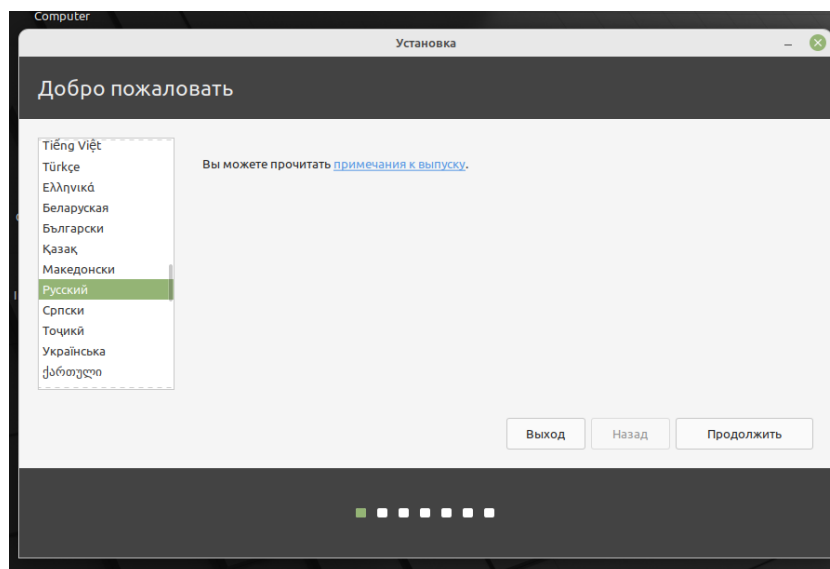 Computer
Установка
Добро пожаловать
Tiếng Việt
Türkçe
Ελληνικά
Беларуская
Български
Қазақ
Македонски
Русский
Српски
Тоҷикӣ
Українська
ქართული
Вы можете прочитать примечания к выпуску.
Выход
Назад
Продолжить